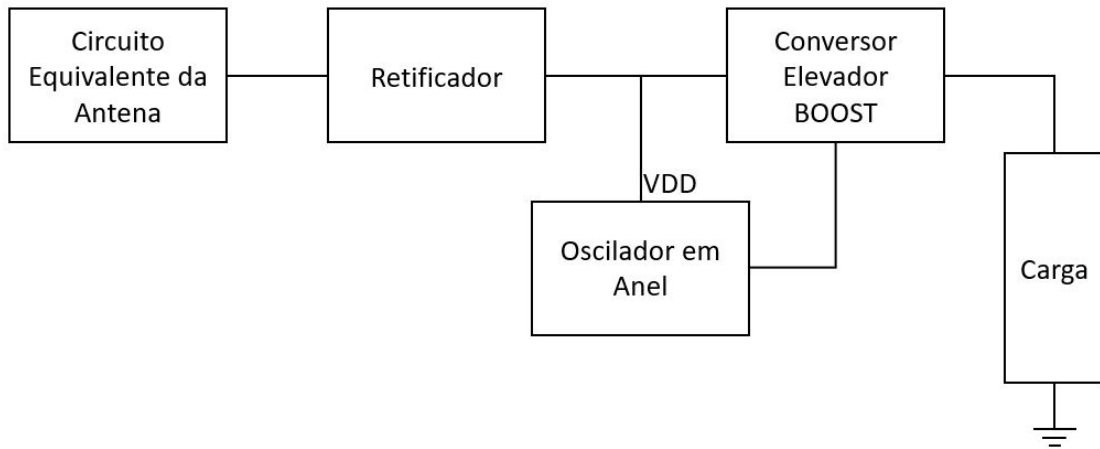 Circuito
Equivalente da
Antena
Retificador
Conversor
Elevador
BOOST
VDD
Oscilador em
Anel
Carga